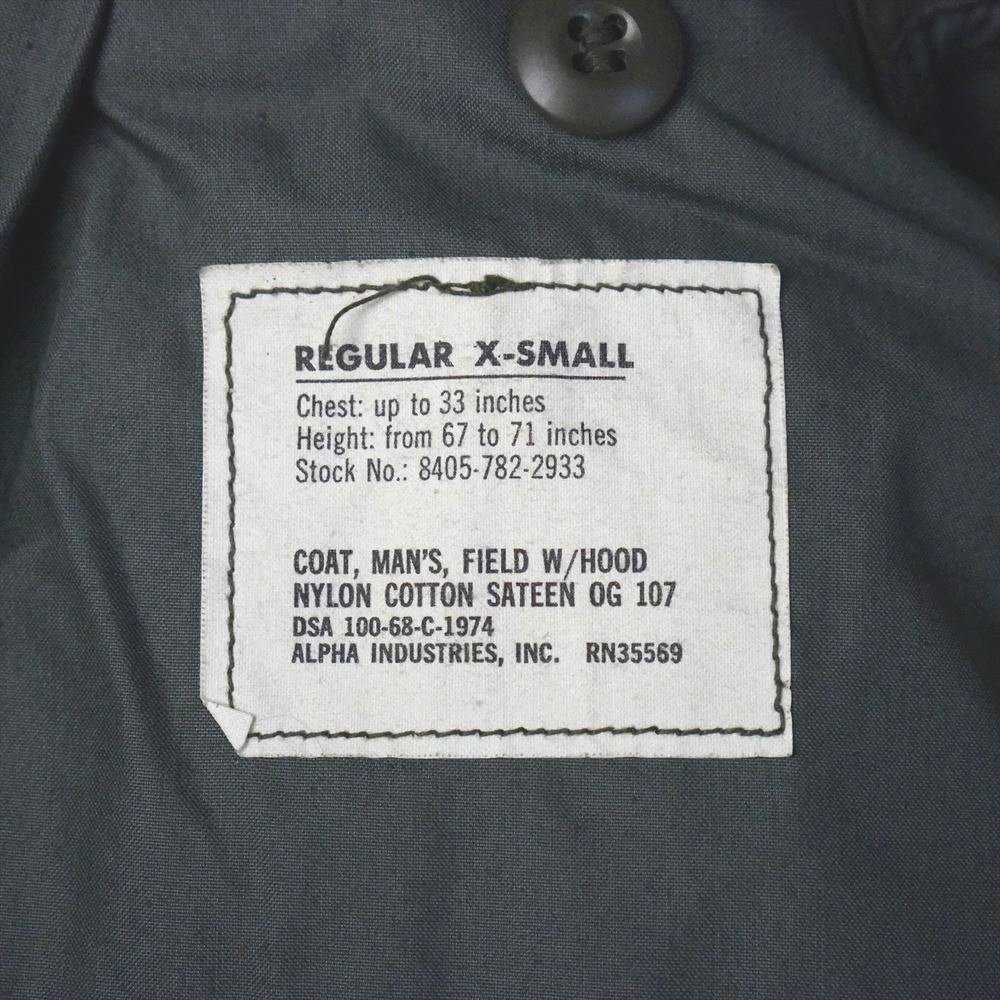 REGULAR X-SMALL
Chest: up to 33 inches
Height: from 67 to 71 inches
Stock No.: 8405-782-2933
COAT, MAN'S, FIELD W/HOOD
NYLON COTTON SATEEN OG 107
DSA 100-68-C-1974
ALPHA INDUSTRIES, INC. RN35569